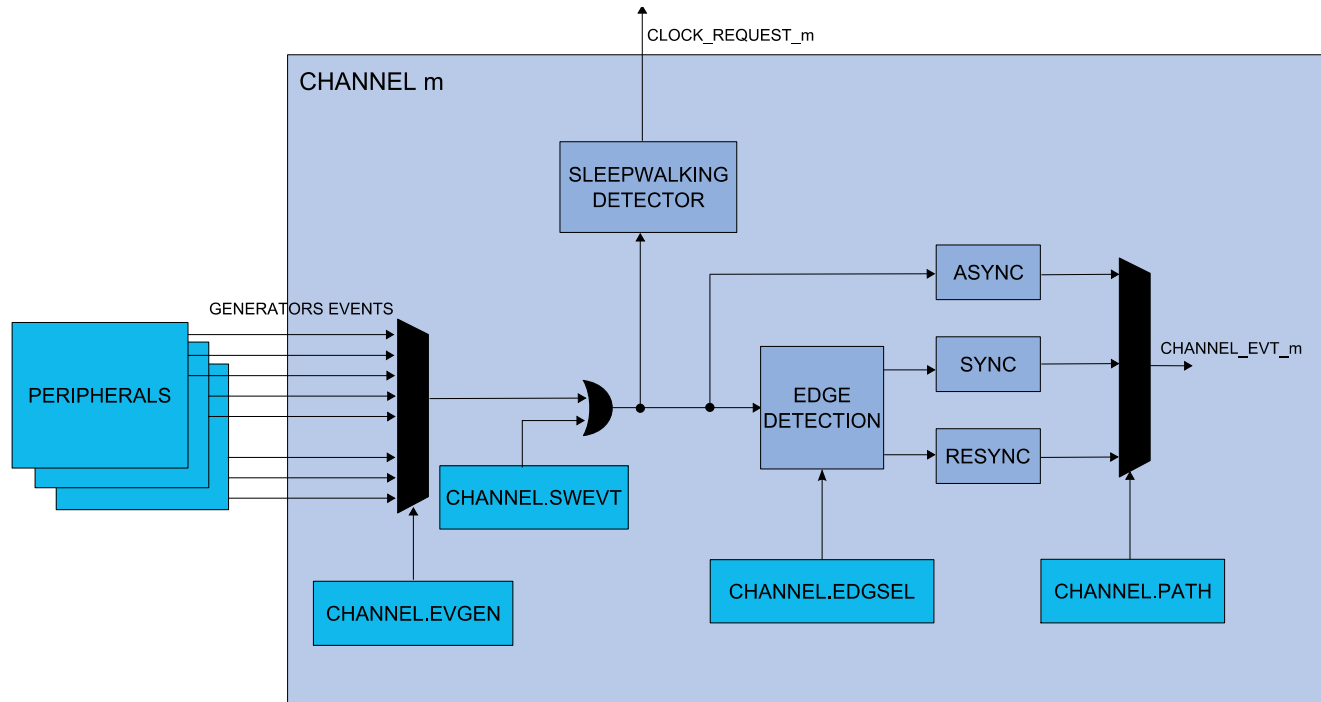 CLOCK_REQUEST_m
CHANNEL m
SLEEPWALKING
DETECTOR
ASYNC
GENERATORS EVENTS
CHANNEL_EVT_m
PERIPHERALS
SYNC
EDGE
DETECTION
RESYNC
CHANNEL.SWEVT
CHANNEL.EVGEN
CHANNEL.EDGSEL
CHANNEL.PATH